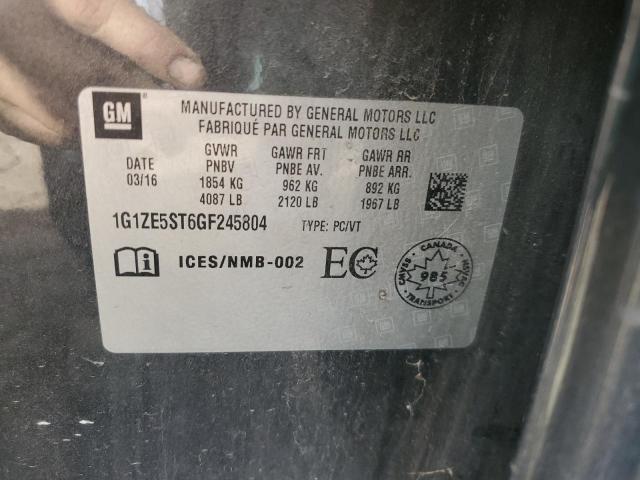 GM
MANUFACTURED BY GENERAL MOTORS LLC
FABRIQUÉ PAR GENERAL MOTORS LLC
DATE GVWR GAWR FRT GAWR RR
03/16 PNBV PNBE AV. PNBE ARR.
1854 KG 962 KG 892 KG
4087 LB 2120 LB 1967 LB
1G1ZE5ST6GF245804 TYPE: PC/VT
ICES/NMB-002 EC
CANADA
985
TRANSPORT
CMVSS
NSVAC